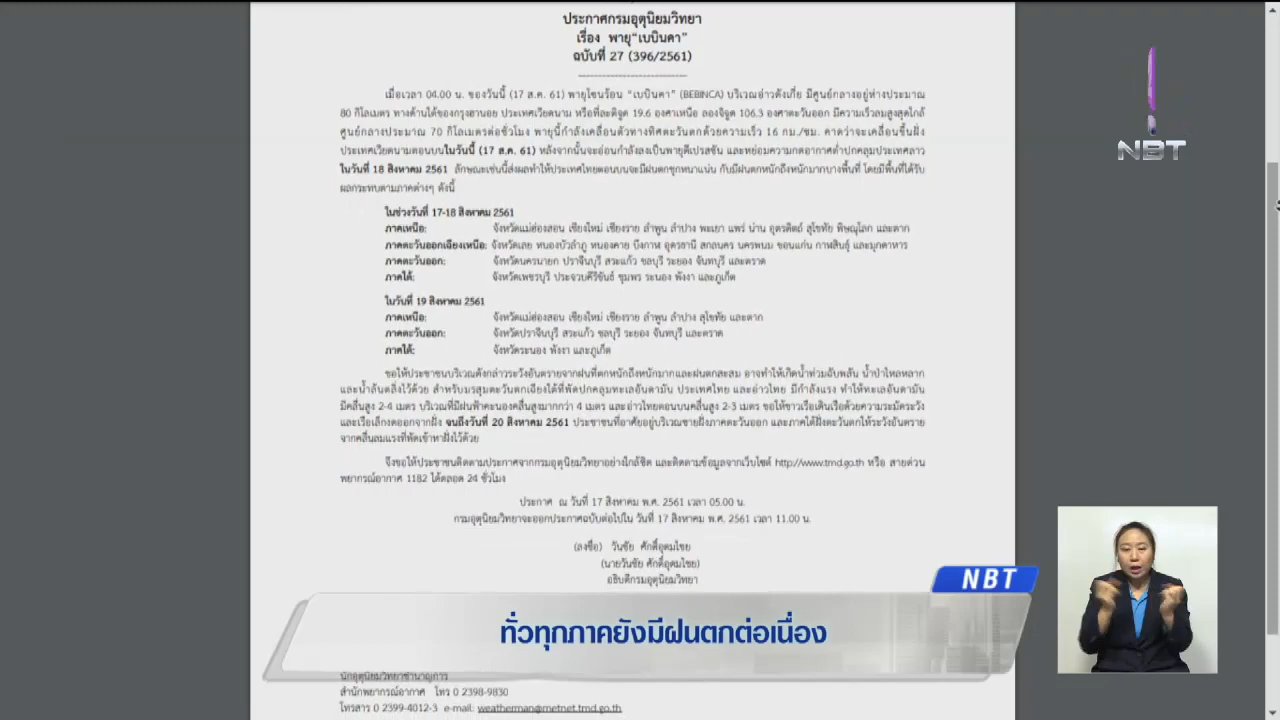 ประกาศกรมอุตุนิยมวิทยา
เรื่อง พายุ“เบบินคา”
ฉบับที่ 27 (396/2561)
เมื่อเวลา 04.00 น. ของวันนี้ (17 ส.ค. 61) พายุโซนร้อน “เบบินคา” (BEBINCA) บริเวณอ่าวตังเกี๋ย มีศูนย์กลางอยู่ห่างประมาณ
80 กิโลเมตร ทางด้านใต้ของกรุงฮานอย ประเทศเวียดนาม หรือที่ละติจูด 19.6 องศาเหนือ ลองจิจูด 106.3 องศาตะวันออก มีความเร็วลมสูงสุดใกล้
ศูนย์กลางประมาณ 70 กิโลเมตรต่อชั่วโมง พายุนี้กำลังเคลื่อนตัวทางทิศตะวันตกด้วยความเร็ว 16 กม./ชม. คาดว่าจะเคลื่อนขึ้นฝั่ง
ประเทศเวียดนามตอนบนในวันนี้ (17 ส.ค. 61) หลังจากนั้นจะอ่อนกำลังลงเป็นพายุดีเปรสชัน และหย่อมความกดอากาศต่ำปกคลุมประเทศลาว
ในวันที่ 18 สิงหาคม 2561 ลักษณะเช่นนี้ส่งผลทำให้ประเทศไทยตอนบนจะมีฝนตกชุกหนาแน่น กับมีฝนตกหนักถึงหนักมากบางพื้นที่ โดยมีพื้นที่ได้รับ
ผลกระทบตามภาคต่างๆ ดังนี้
ในช่วงวันที่ 17-18 สิงหาคม 2561
ภาคเหนือ: จังหวัดแม่ฮ่องสอน เชียงใหม่ เชียงราย ลำพูน ลำปาง พะเยา แพร่ น่าน อุตรดิตถ์ สุโขทัย พิษณุโลก และตาก
ภาคตะวันออกเฉียงเหนือ: จังหวัดเลย หนองบัวลำภู หนองคาย บึงกาฬ อุดรธานี สกลนคร นครพนม ขอนแก่น กาฬสินธุ์ และมุกดาหาร
ภาคตะวันออก: จังหวัดนครนายก ปราจีนบุรี สระแก้ว ชลบุรี ระยอง จันทบุรี และตราด
ภาคใต้: จังหวัดเพชรบุรี ประจวบคีรีขันธ์ ชุมพร ระนอง พังงา และภูเก็ต
ในวันที่ 19 สิงหาคม 2561
ภาคเหนือ: จังหวัดแม่ฮ่องสอน เชียงใหม่ เชียงราย ลำพูน ลำปาง สุโขทัย และตาก
ภาคตะวันออก: จังหวัดปราจีนบุรี สระแก้ว ชลบุรี ระยอง จันทบุรี และตราด
ภาคใต้: จังหวัดระนอง พังงา และภูเก็ต
ขอให้ประชาชนบริเวณดังกล่าวระวังอันตรายจากฝนที่ตกหนักถึงหนักมากและฝนตกสะสม อาจทำให้เกิดน้ำท่วมฉับพลัน น้ำป่าไหลหลาก
และน้ำล้นตลิ่งไว้ด้วย สำหรับมรสุมตะวันตกเฉียงใต้ที่พัดปกคลุมทะเลอันดามัน ประเทศไทย และอ่าวไทย มีกำลังแรง ทำให้ทะเลอันดามัน
มีคลื่นสูง 2-4 เมตร บริเวณที่มีฝนฟ้าคะนองคลื่นสูงมากกว่า 4 เมตร และอ่าวไทยตอนบนคลื่นสูง 2-3 เมตร ขอให้ชาวเรือเดินเรือด้วยความระมัดระวัง
และเรือเล็กงดออกจากฝั่ง จนถึงวันที่ 20 สิงหาคม 2561 ประชาชนที่อาศัยอยู่บริเวณชายฝั่งภาคตะวันออก และภาคใต้ฝั่งตะวันตกให้ระวังอันตราย
จากคลื่นลมแรงที่พัดเข้าหาฝั่งไว้ด้วย
จึงขอให้ประชาชนติดตามประกาศจากกรมอุตุนิยมวิทยาอย่างใกล้ชิด และติดตามข้อมูลจากเว็บไซต์ http://www.tmd.go.th หรือ สายด่วน
พยากรณ์อากาศ 1182 ได้ตลอด 24 ชั่วโมง
ประกาศ ณ วันที่ 17 สิงหาคม พ.ศ. 2561 เวลา 05.00 น.
กรมอุตุนิยมวิทยาจะออกประกาศฉบับต่อไปใน วันที่ 17 สิงหาคม พ.ศ. 2561 เวลา 11.00 น.
(ลงชื่อ) วันชัย ศักดิ์อุดมไชย
(นายวันชัย ศักดิ์อุดมไชย)
อธิบดีกรมอุตุนิยมวิทยา
NBT
NBT
ทั่วทุกภาคยังมีฝนตกต่อเนื่อง
นักอุตุนิยมวิทยาชำนาญการ
สำนักพยากรณ์อากาศ โทร 0 2398-9830
โทรสาร 0 2399-4012-3 e-mail: weatherman@metnet.tmd.go.th